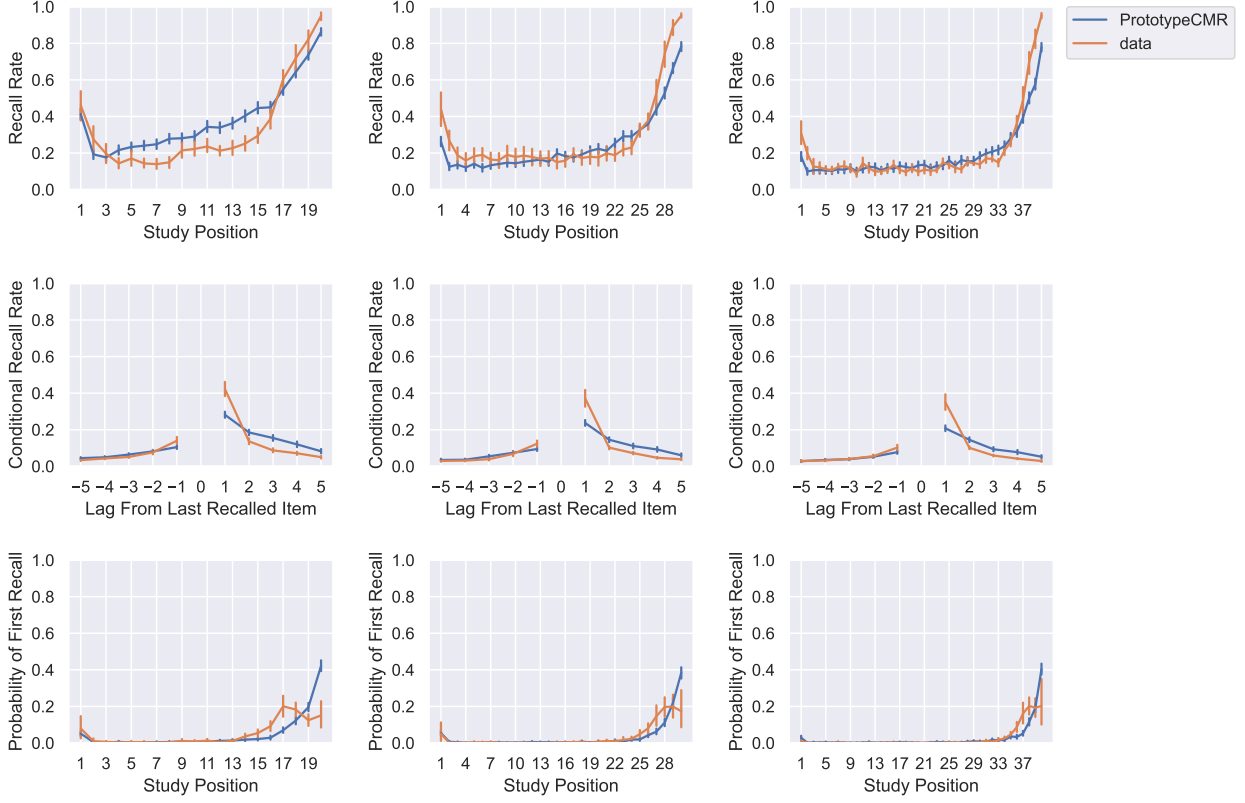 PrototypeCMR
data
Recall Rate
1.0
0.8
0.6
0.4
0.2
0.0
1 3 5 7 9 11 13 15 17 19
Study Position
Recall Rate
1.0
0.8
0.6
0.4
0.2
0.0
1 4 7 10 13 16 19 22 25 28
Study Position
Recall Rate
1.0
0.8
0.6
0.4
0.2
0.0
1 5 9 13 17 21 25 29 33 37
Study Position
Conditional Recall Rate
1.0
0.8
0.6
0.4
0.2
0.0
−5 −4 −3 −2 −1 0 1 2 3 4 5
Lag From Last Recalled Item
Conditional Recall Rate
1.0
0.8
0.6
0.4
0.2
0.0
−5 −4 −3 −2 −1 0 1 2 3 4 5
Lag From Last Recalled Item
Conditional Recall Rate
1.0
0.8
0.6
0.4
0.2
0.0
−5 −4 −3 −2 −1 0 1 2 3 4 5
Lag From Last Recalled Item
Probability of First Recall
1.0
0.8
0.6
0.4
0.2
0.0
1 3 5 7 9 11 13 15 17 19
Study Position
Probability of First Recall
1.0
0.8
0.6
0.4
0.2
0.0
1 4 7 10 13 16 19 22 25 28
Study Position
Probability of First Recall
1.0
0.8
0.6
0.4
0.2
0.0
1 5 9 13 17 21 25 29 33 37
Study Position